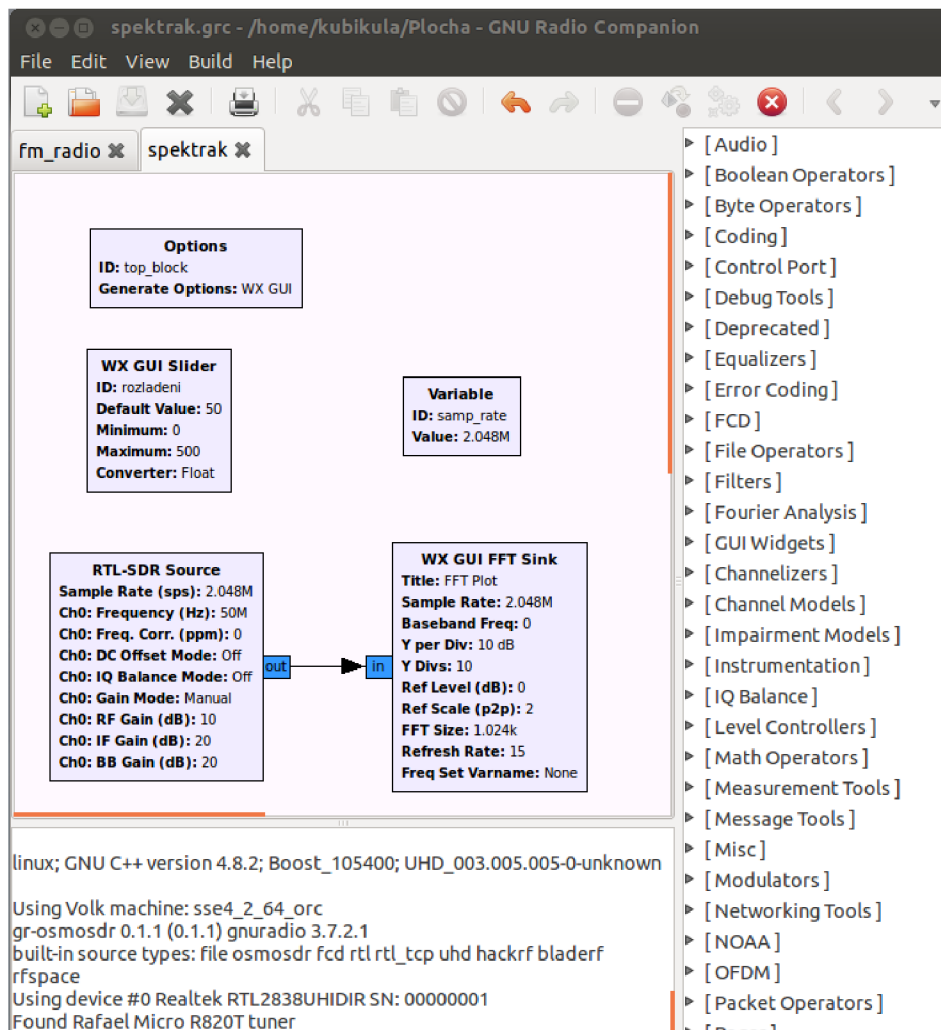 spektrak.grc - /home/kubikula/Plocha - GNU Radio Companion
File Edit View Build Help
fm_radio
spektrak
Options
ID: top_block
Generate Options: WX GUI
WX GUI Slider
ID: rozladeni
Default Value: 50
Minimum: 0
Maximum: 500
Converter: Float
Variable
ID: samp_rate
Value: 2.048M
RTL-SDR Source
Sample Rate (sps): 2.048M
Ch0: Frequency (Hz): 50M
Ch0: Freq. Corr. (ppm): 0
Ch0: DC Offset Mode: Off
Ch0: IQ Balance Mode: Off
Ch0: Gain Mode: Manual
Ch0: RF Gain (dB): 10
Ch0: IF Gain (dB): 20
Ch0: BB Gain (dB): 20
out
in
WX GUI FFT Sink
Title: FFT Plot
Sample Rate: 2.048M
Baseband Freq: 0
Y per Div: 10 dB
Y Divs: 10
Ref Level (dB): 0
Ref Scale (p2p): 2
FFT Size: 1.024k
Refresh Rate: 15
Freq Set Varname: None
linux; GNU C++ version 4.8.2; Boost_105400; UHD_003.005.005-0-unknown
Using Volk machine: sse4_2_64_orc
gr-osmosdr 0.1.1 (0.1.1) gnuradio 3.7.2.1
built-in source types: file osmosdr fcd rtl rtl_tcp uhd hackrf bladerf
rfspace
Using device #0 Realtek RTL2838UHIDIR SN: 00000001
Found Rafael Micro R820T tuner
[ Audio ]
[ Boolean Operators ]
[ Byte Operators ]
[ Coding ]
[ Control Port ]
[ Debug Tools ]
[ Deprecated ]
[ Equalizers ]
[ Error Coding ]
[ FCD ]
[ File Operators ]
[ Filters ]
[ Fourier Analysis ]
[ GUI Widgets ]
[ Channelizers ]
[ Channel Models ]
[ Impairment Models ]
[ Instrumentation ]
[ IQ Balance ]
[ Level Controllers ]
[ Math Operators ]
[ Measurement Tools ]
[ Message Tools ]
[ Misc ]
[ Modulators ]
[ Networking Tools ]
[ NOAA ]
[ OFDM ]
[ Packet Operators ]